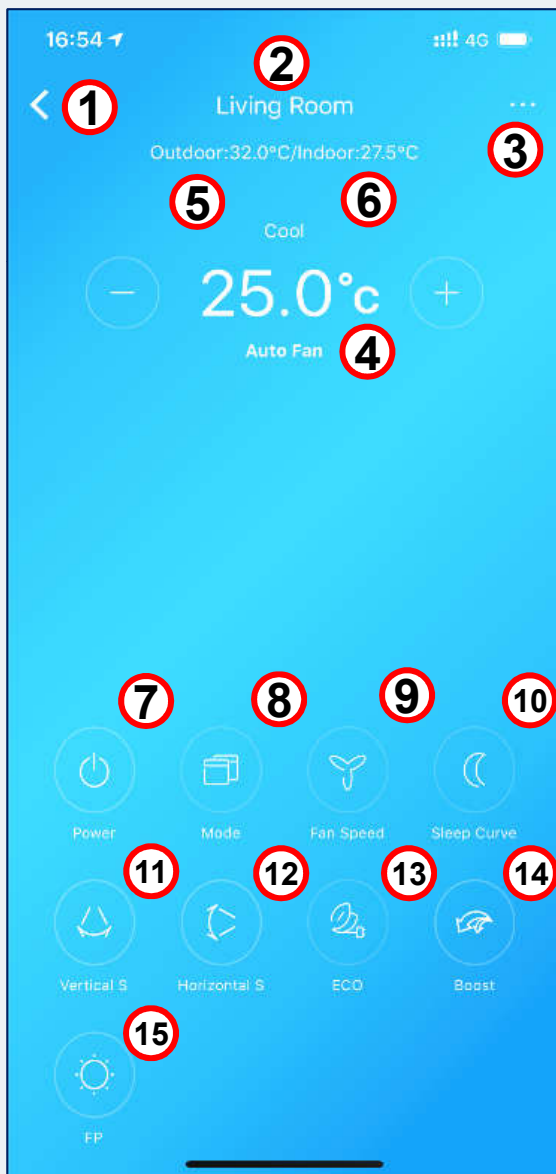 16:54 4G
2
1 Living Room ...
3
Outdoor:32.0°C/Indoor:27.5°C
5 6
Cool
− 25.0°c +
Auto Fan 4
7 8 9 10
Power Mode Fan Speed Sleep Curve
11 12 13 14
Vertical S Horizontal S ECO Boost
15
FP